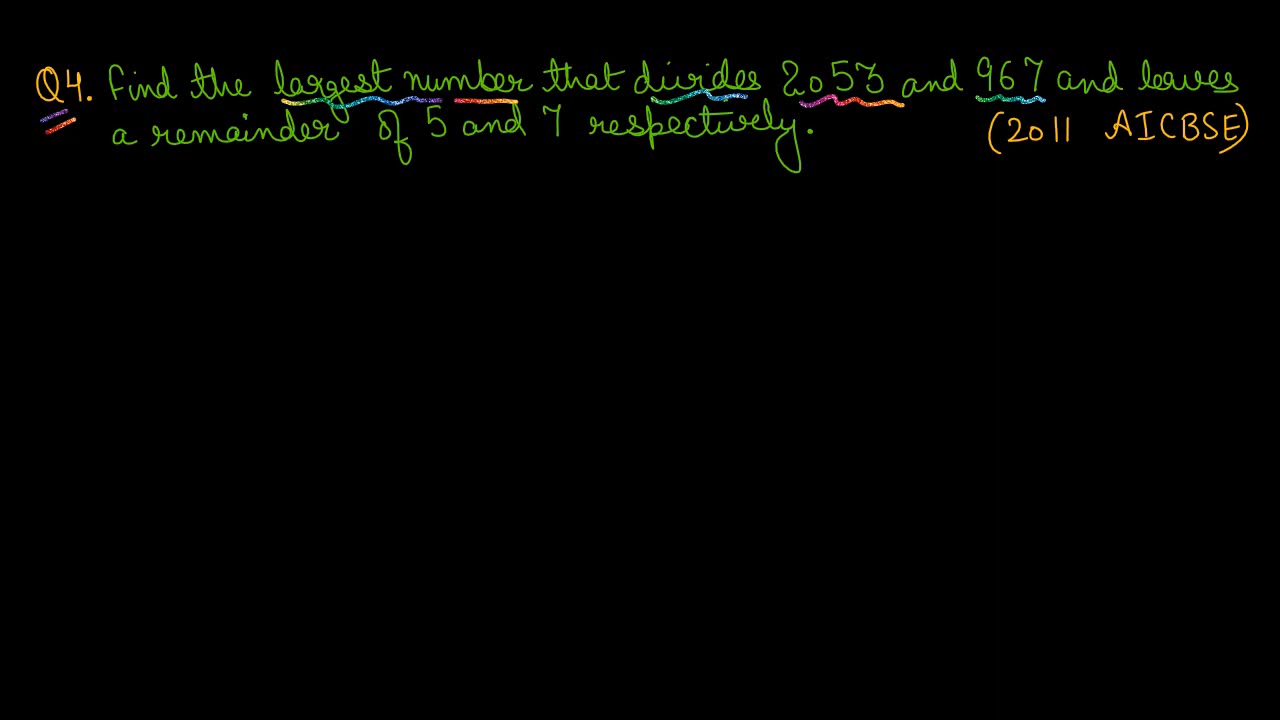 Q4. Find the largest number that divides 2053 and 967 and leaves
a remainder of 5 and 7 respectively. (2011 AICBSE)